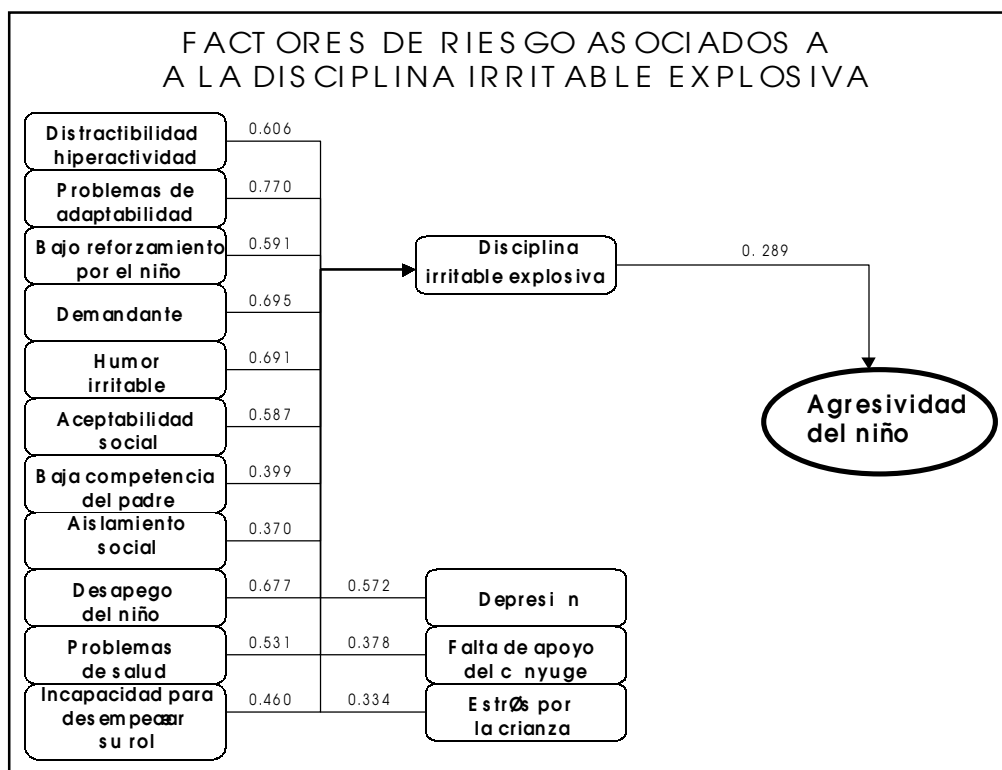 FACTORES DE RIESGO ASOCIADOS A
A LA DISCIPLINA IRRITABLE EXPLOSIVA
Distractibilidad
hiperactividad
0.606
Problemas de
adaptabilidad
0.770
Bajo reforzamiento
por el niño
0.591
Demandante
0.695
Humor
irritable
0.691
Aceptabilidad
social
0.587
Baja competencia
del padre
0.399
Aislamiento
social
0.370
Desapego
del niño
0.677
Problemas
de salud
0.531
Incapacidad para
su rol
0.460
Disciplina
irritable explosiva
0. 289
Agresividad
del niño
0.572
Depresi n
0.378
Falta de apoyo
del c nyuge
0.334
EstrØs por
la crianza